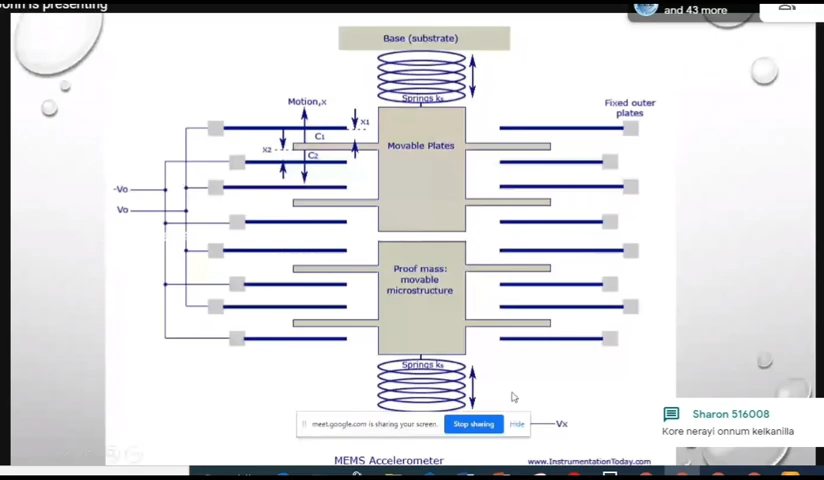 is presenting
and 43 more
Base (substrate)
Springs ks
Motion,x
X1
C1
X2
C2
Movable Plates
Fixed outer
plates
-Vo
Vo
Proof mass:
movable
microstructure
Springs ks
meet.google.com is sharing your screen.
Stop sharing
Hide
Vx
Sharon 516008
Kore nerayi onnum kelkanilla
MEMS Accelerometer
www.InstrumentationToday.com